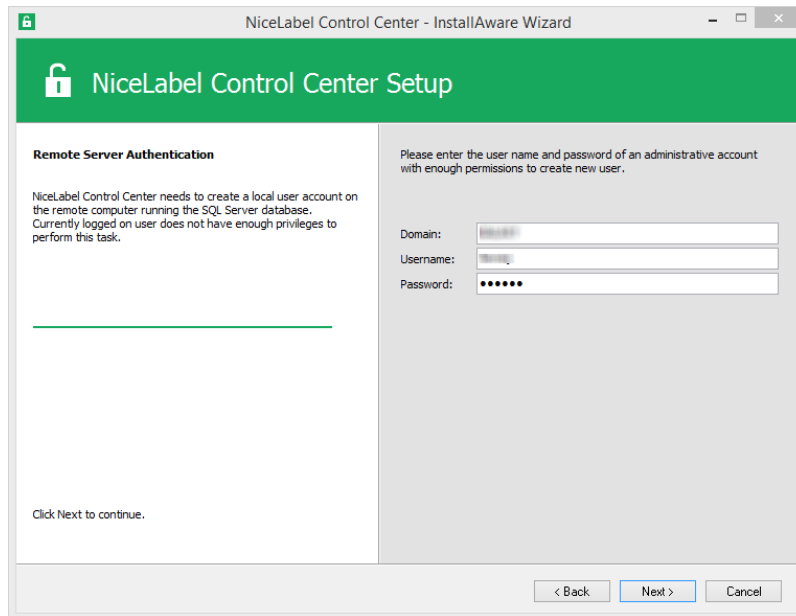 NiceLabel Control Center - InstallAware Wizard
NiceLabel Control Center Setup
Remote Server Authentication
NiceLabel Control Center needs to create a local user account on
the remote computer running the SQL Server database.
Currently logged on user does not have enough privileges to
perform this task.
Click Next to continue.
Please enter the user name and password of an administrative account
with enough permissions to create new user.
Domain:
Username:
Password: ••••••
< Back
Next >
Cancel